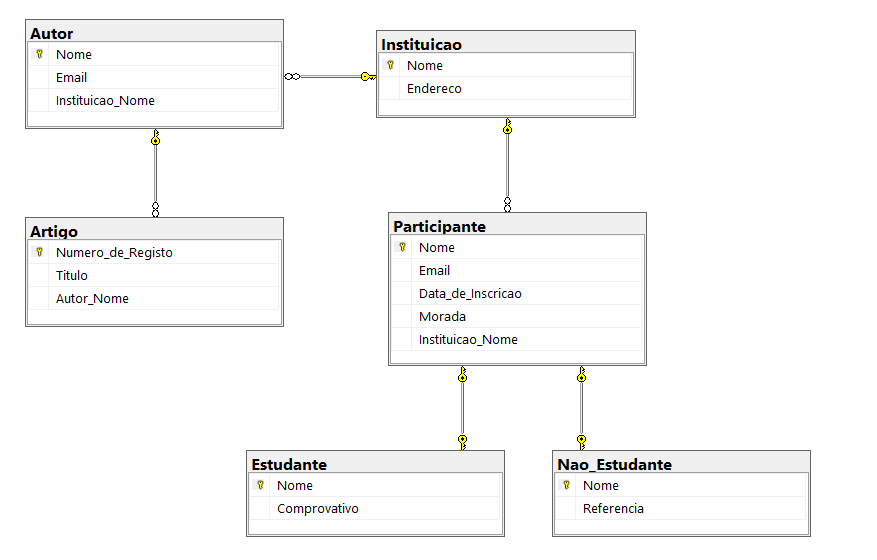 Autor
Nome
Email
Instituicao_Nome
Instituicao
Nome
Endereco
Artigo
Numero_de_Registo
Titulo
Autor_Nome
Participante
Nome
Email
Data_de_Inscricao
Morada
Instituicao_Nome
Estudante
Nome
Comprovativo
Nao_Estudante
Nome
Referencia